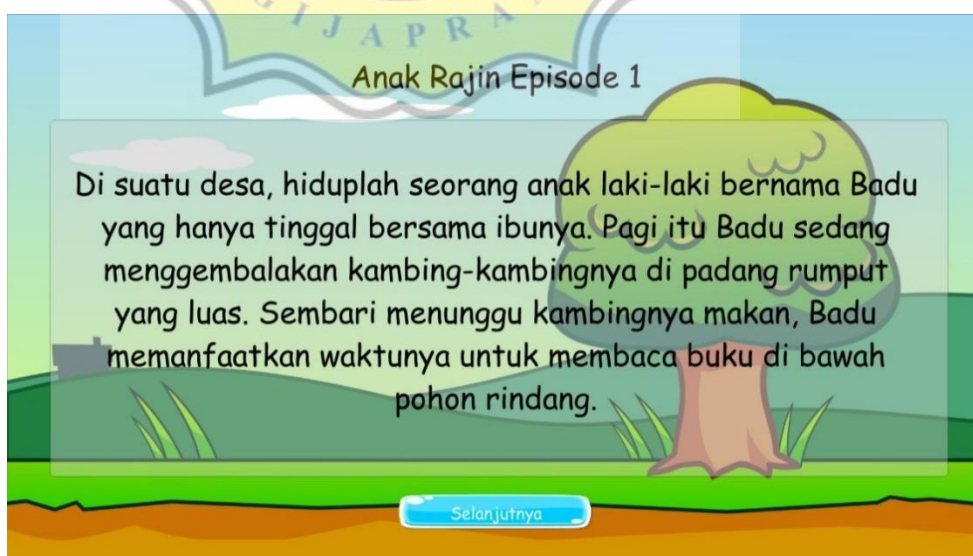 GIJAPRA
Anak Rajin Episode 1
Di suatu desa, hiduplah seorang anak laki-laki bernama Badu
yang hanya tinggal bersama ibunya. Pagi itu Badu sedang
menggembalakan kambing-kambingnya di padang rumput
yang luas. Sembari menunggu kambingnya makan, Badu
memanfaatkan waktunya untuk membaca buku di bawah
pohon rindang.
Selanjutnya